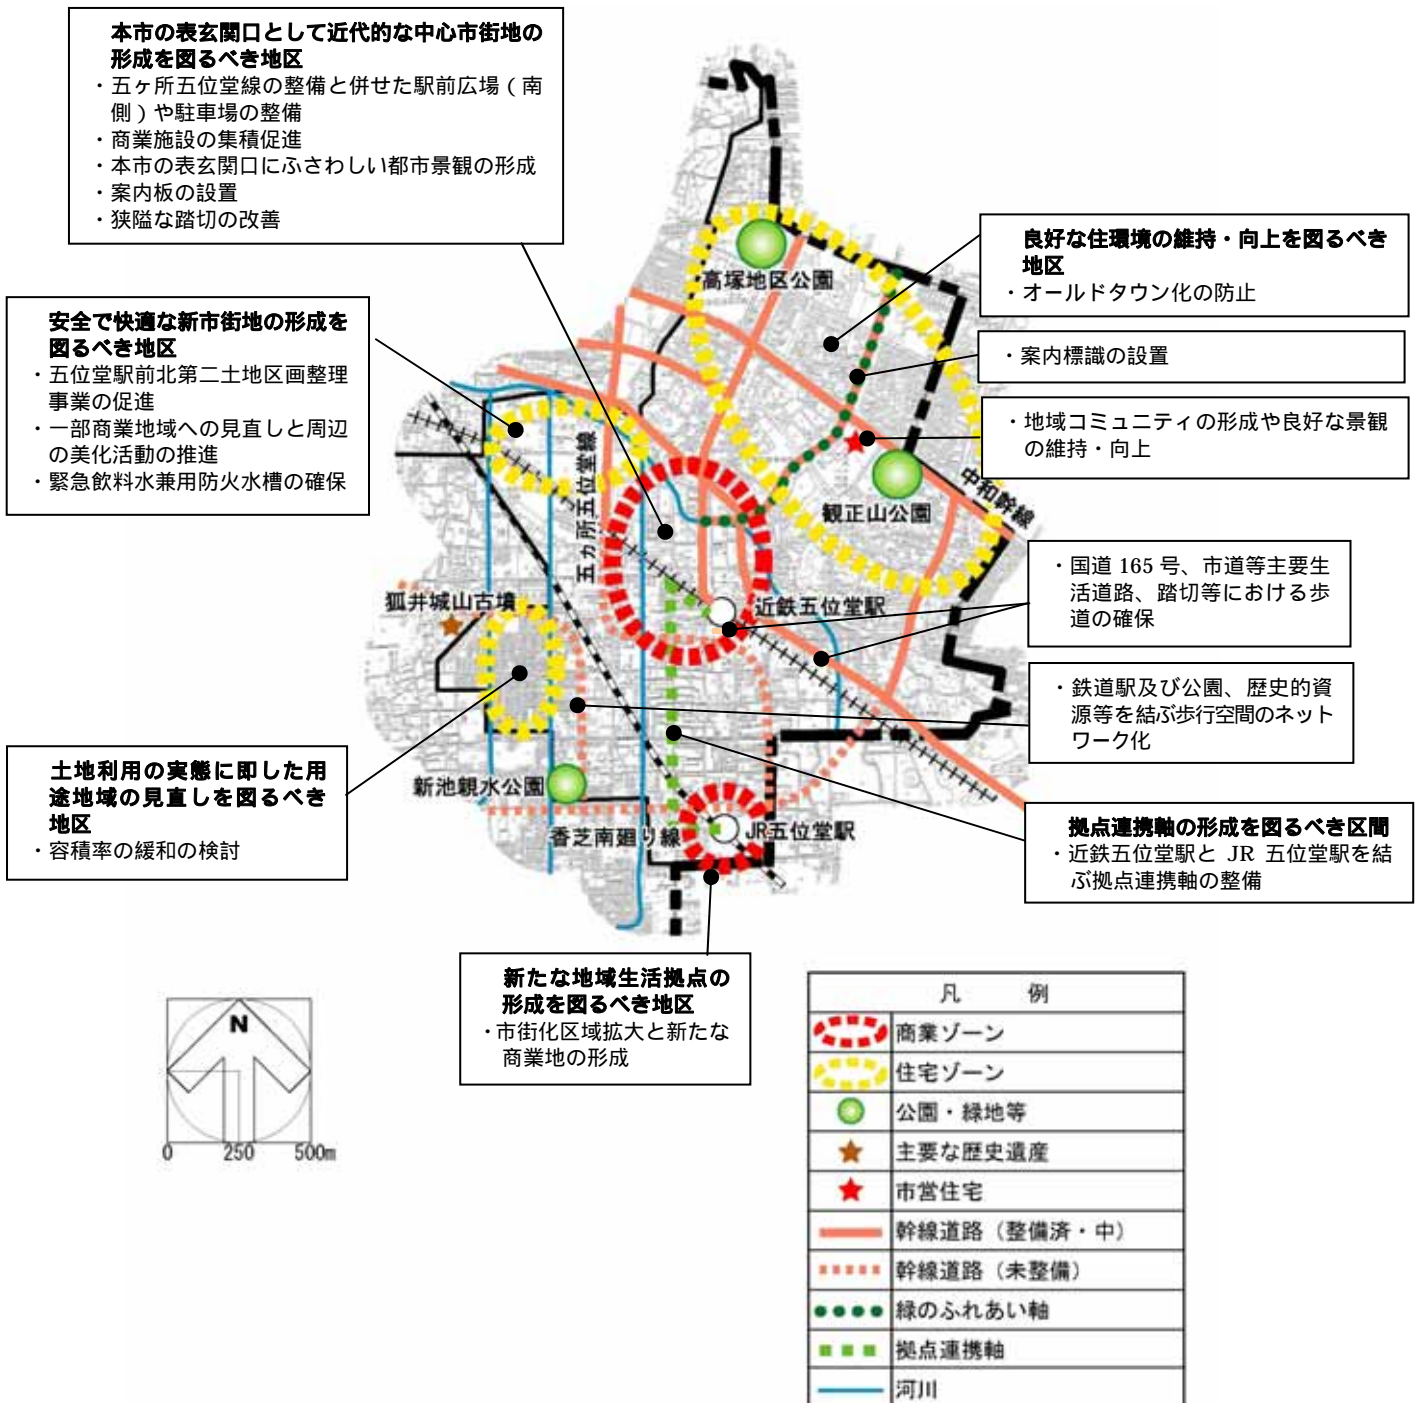 本市の表玄関口として近代的な中心市街地の
形成を図るべき地区
・五ヶ所五位堂線の整備と併せた駅前広場（南
側）や駐車場の整備
・商業施設の集積促進
・本市の表玄関口にふさわしい都市景観の形成
・案内板の設置
・狭隘な踏切の改善
良好な住環境の維持・向上を図るべき
地区
・オールドタウン化の防止
・案内標識の設置
・地域コミュニティの形成や良好な景観
の維持・向上
安全で快適な新市街地の形成を
図るべき地区
・五位堂駅前北第二土地区画整理
事業の促進
・一部商業地域への見直しと周辺
の美化活動の推進
・緊急飲料水兼用防火水槽の確保
高塚地区公園
五カ所五位堂線
観正山公園
中和幹線
狐井城山古墳
近鉄五位堂駅
・国道 165 号、市道等主要生
活道路、踏切等における歩
道の確保
・鉄道駅及び公園、歴史的資
源等を結ぶ歩行空間のネット
ワーク化
土地利用の実態に即した用
途地域の見直しを図るべき
地区
・容積率の緩和の検討
新池親水公園
香芝南廻り線
JR五位堂駅
拠点連携軸の形成を図るべき区間
・近鉄五位堂駅と JR 五位堂駅を結
ぶ拠点連携軸の整備
新たな地域生活拠点の
形成を図るべき地区
・市街化区域拡大と新たな
商業地の形成
N
0 250 500m
凡 例
商業ゾーン
住宅ゾーン
公園・緑地等
主要な歴史遺産
市営住宅
幹線道路（整備済・中）
幹線道路（未整備）
緑のふれあい軸
拠点連携軸
河川